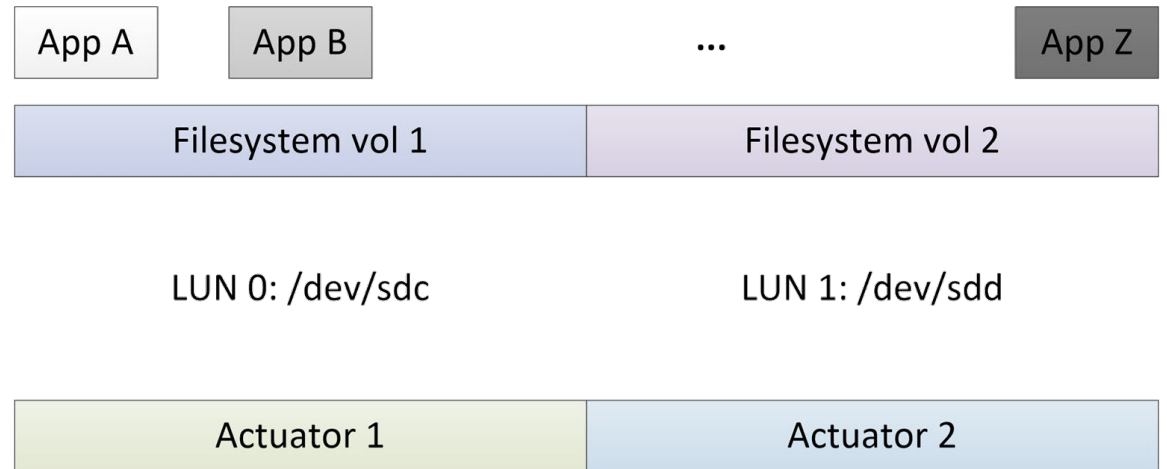 App A App B ... App Z
Filesystem vol 1 Filesystem vol 2
LUN 0: /dev/sdc LUN 1: /dev/sdd
Actuator 1 Actuator 2